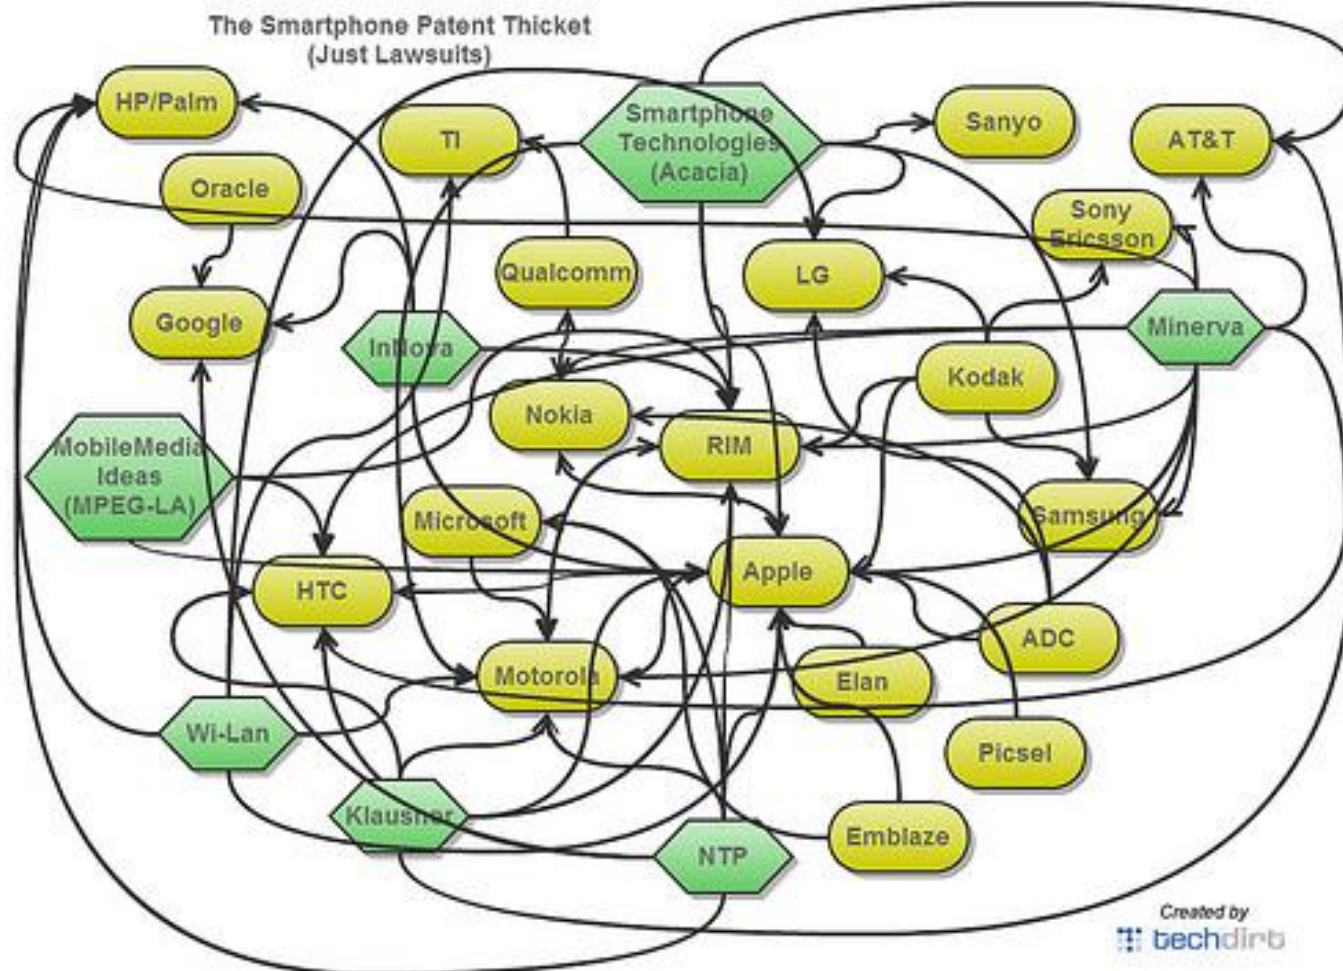 The Smartphone Patent Thicket
(Just Lawsuits)
HP/Palm
TI
Smartphone
Technologies
(Acacia)
Sanyo
AT&T
Oracle
Sony
Ericsson
Qualcomm
LG
Google
InNova
Minerva
Kodak
Nokia
RIM
MobileMedia
Ideas
(MPEG-LA)
Microsoft
Samsung
HTC
Apple
ADC
Motorola
Elan
Wi-Lan
Picsel
Klausner
Emblaze
NTP
Created by
techdirt